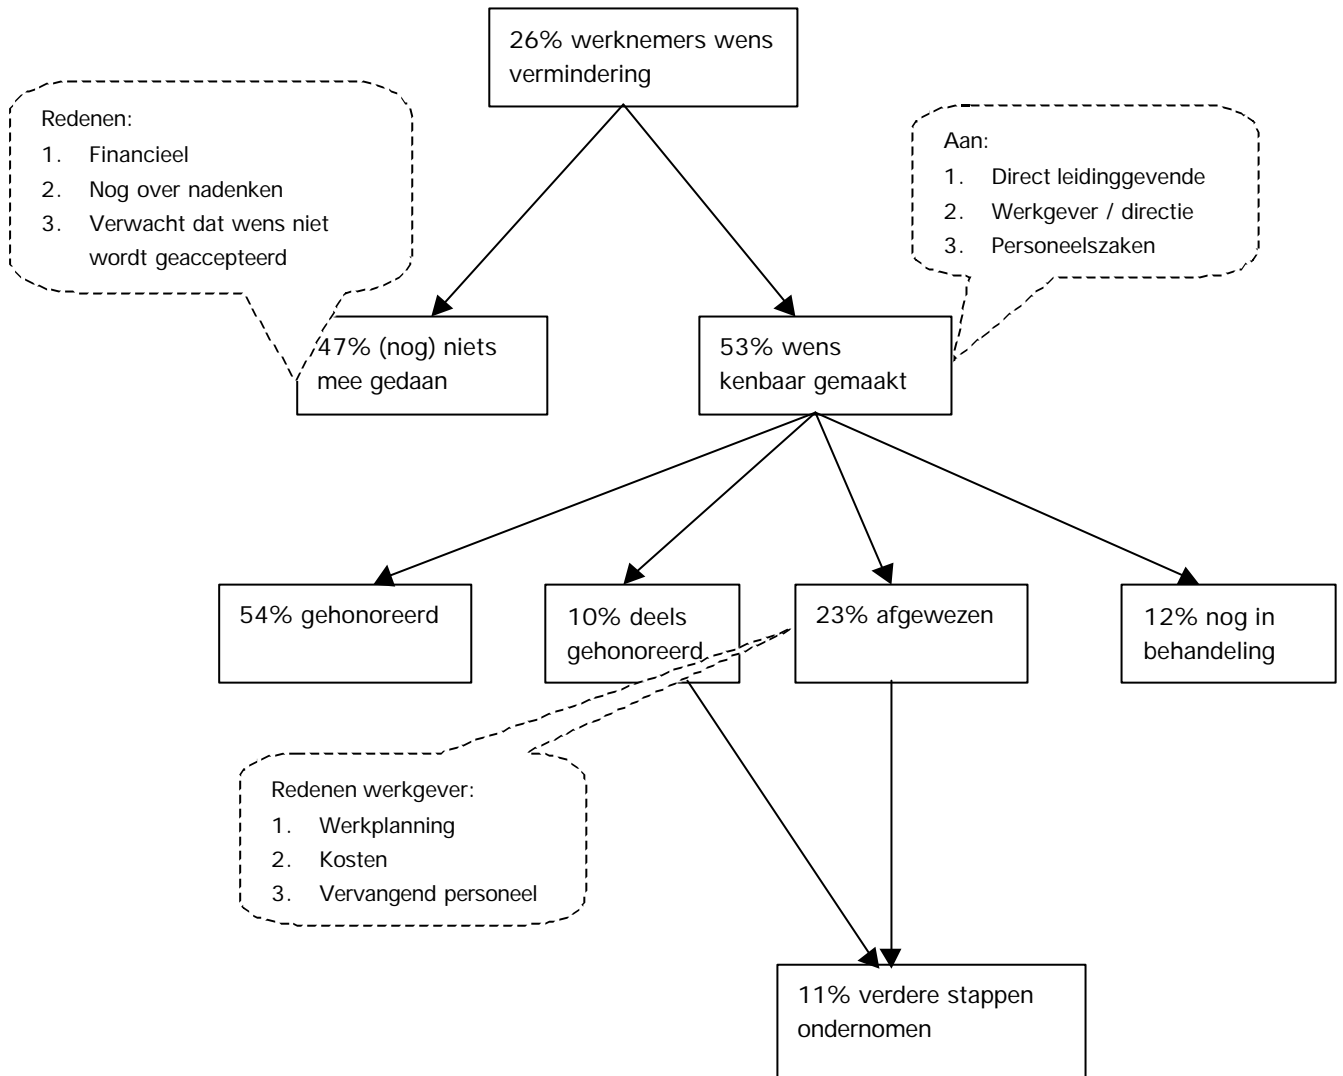 26% werknemers wens
vermindering
Redenen:
1. Financieel
2. Nog over nadenken
3. Verwacht dat wens niet
wordt geaccepteerd
Aan:
1. Direct leidinggevende
2. Werkgever / directie
3. Personeelszaken
47% (nog) niets
mee gedaan
53% wens
kenbaar gemaakt
54% gehonoreerd
10% deels
gehonoreerd
23% afgewezen
12% nog in
behandeling
Redenen werkgever:
1. Werkplanning
2. Kosten
3. Vervangend personeel
11% verdere stappen
ondernomen